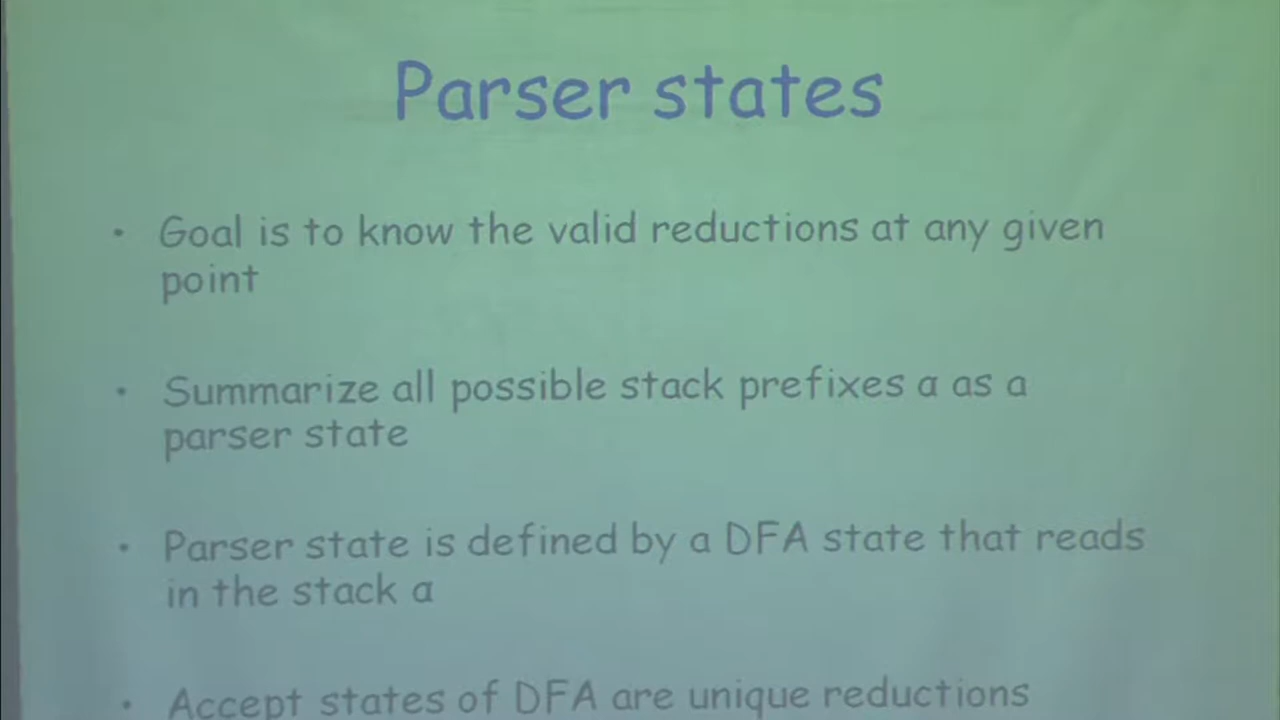 Parser states
• Goal is to know the valid reductions at any given
point
• Summarize all possible stack prefixes α as a
parser state
• Parser state is defined by a DFA state that reads
in the stack α
• Accept states of DFA are unique reductions